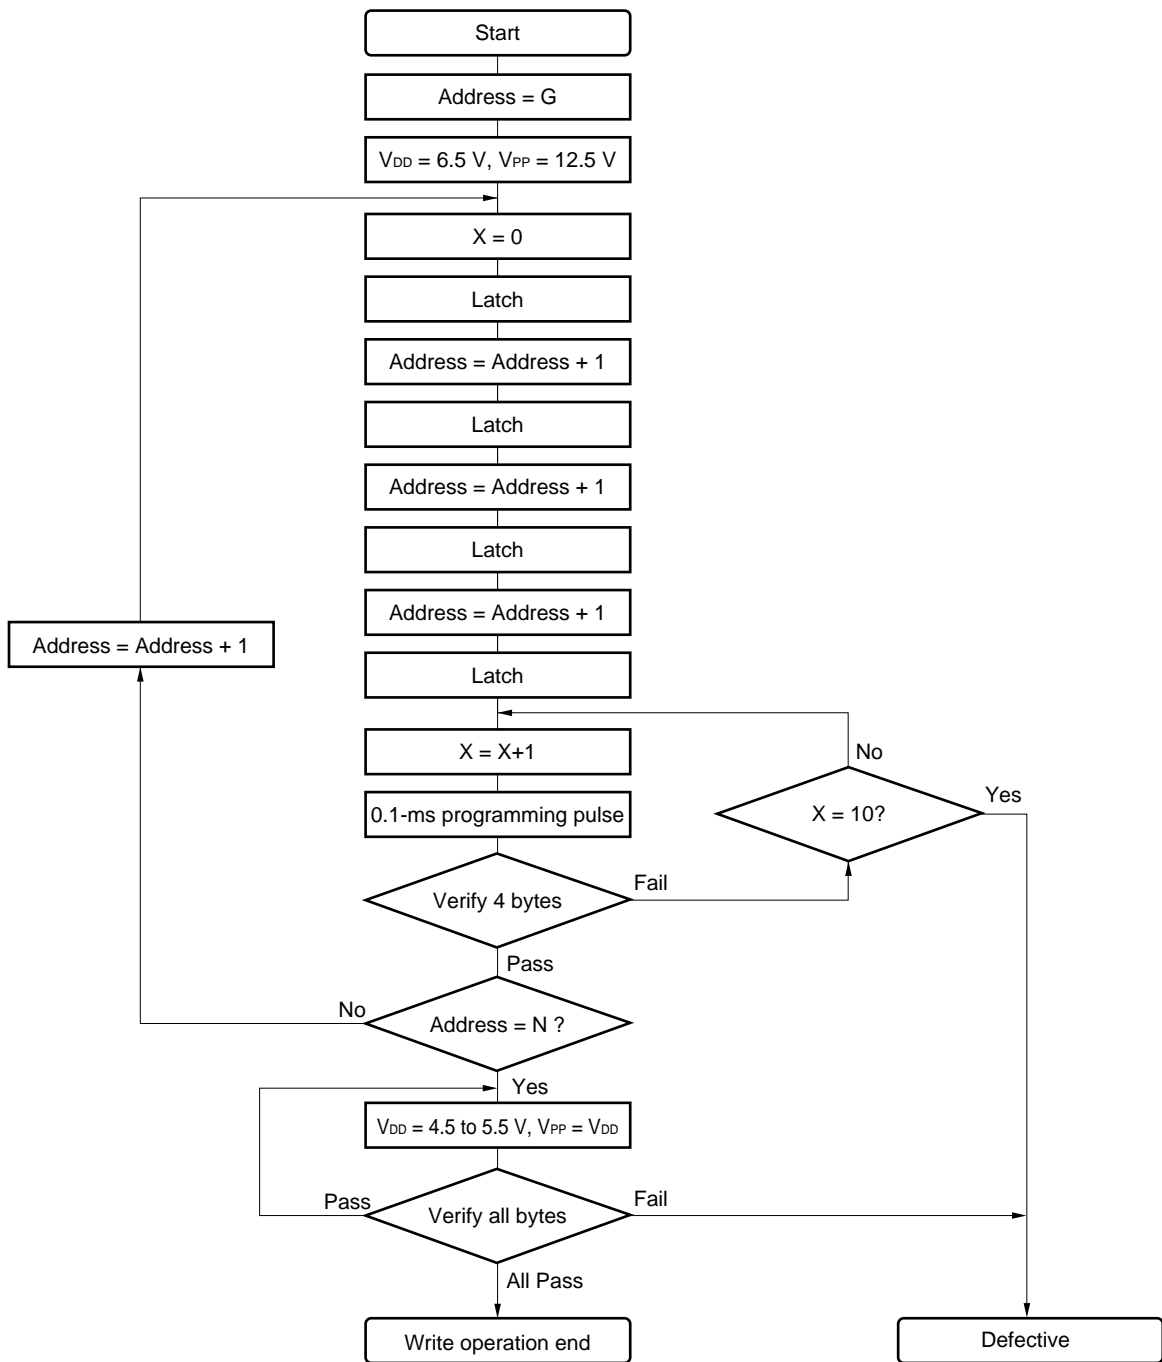 Start
Address = G
VDD = 6.5 V, VPP = 12.5 V
X = 0
Latch
Address = Address + 1
Latch
Address = Address + 1
Latch
Address = Address + 1
Address = Address + 1
Latch
X = X+1
No
0.1-ms programming pulse
X = 10?
Yes
Verify 4 bytes
Fail
Pass
No
Address = N ?
Yes
VDD = 4.5 to 5.5 V, VPP = VDD
Pass
Verify all bytes
Fail
All Pass
Write operation end
Defective